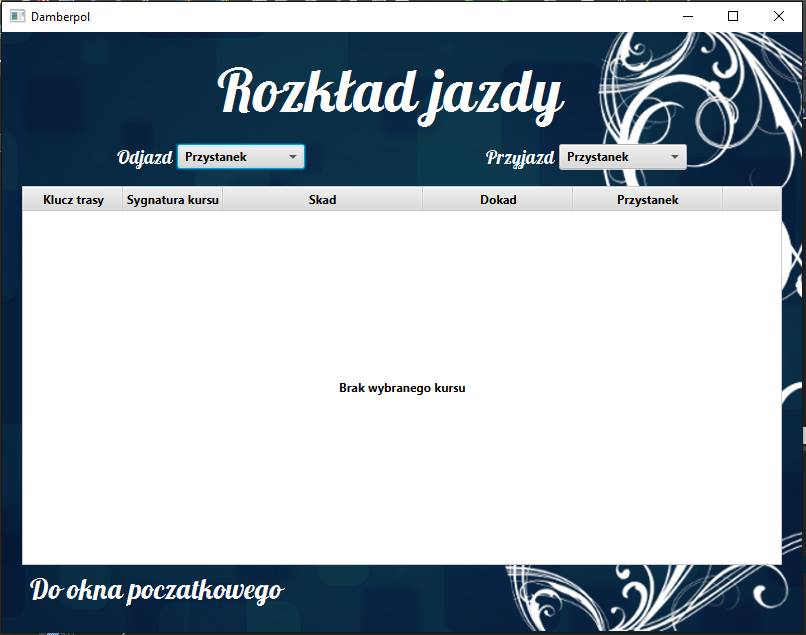 Damberpol
Rozkład jazdy
Odjazd Przystanek Przyjazd Przystanek
Klucz trasy Sygnatura kursu Skad Dokad Przystanek
Brak wybranego kursu
Do okna poczatkowego